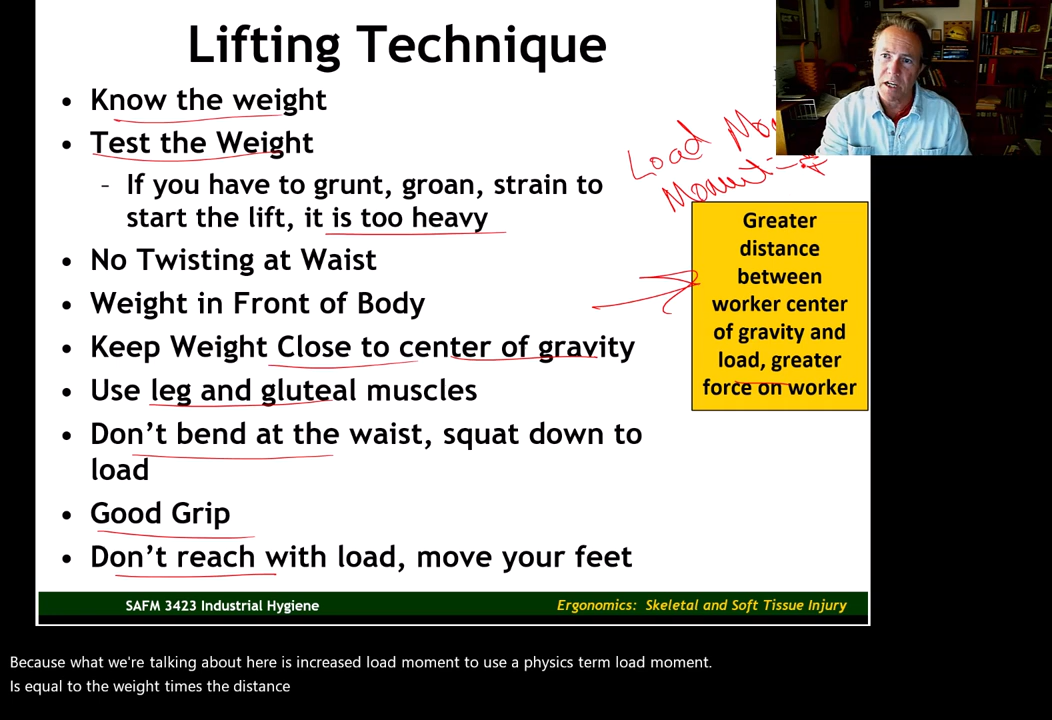 Lifting Technique
• Know the weight
• Test the Weight
- If you have to grunt, groan, strain to
start the lift, it is too heavy
• No Twisting at Waist
• Weight in Front of Body
• Keep Weight Close to center of gravity
• Use leg and gluteal muscles
• Don't bend at the waist, squat down to
load
• Good Grip
• Don't reach with load, move your feet
Load
Moment
Greater
distance
between
worker center
of gravity and
load, greater
force on worker
SAFM 3423 Industrial Hygiene
Ergonomics: Skeletal and Soft Tissue Injury
Because what we're talking about here is increased load moment to use a physics term load moment.
Is equal to the weight times the distance